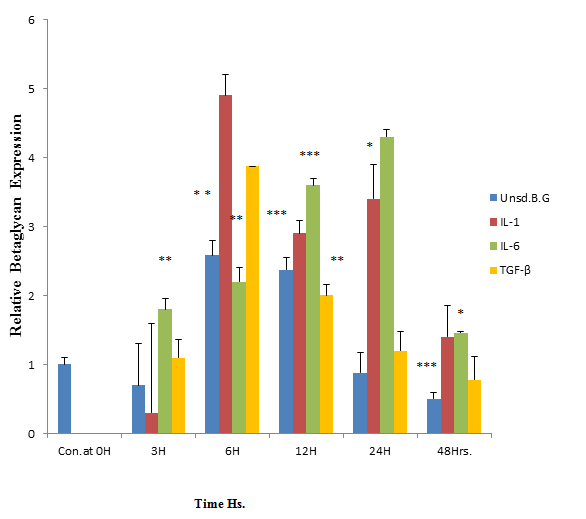 Relative Betaglycan Expression
6
5
4
3
2
1
0
**
* *
**
***
***
**
*
***
*
Con.at 0H 3H 6H 12H 24H 48Hrs.
Time Hs.
Unsd.B.G
IL-1
IL-6
TGF-β